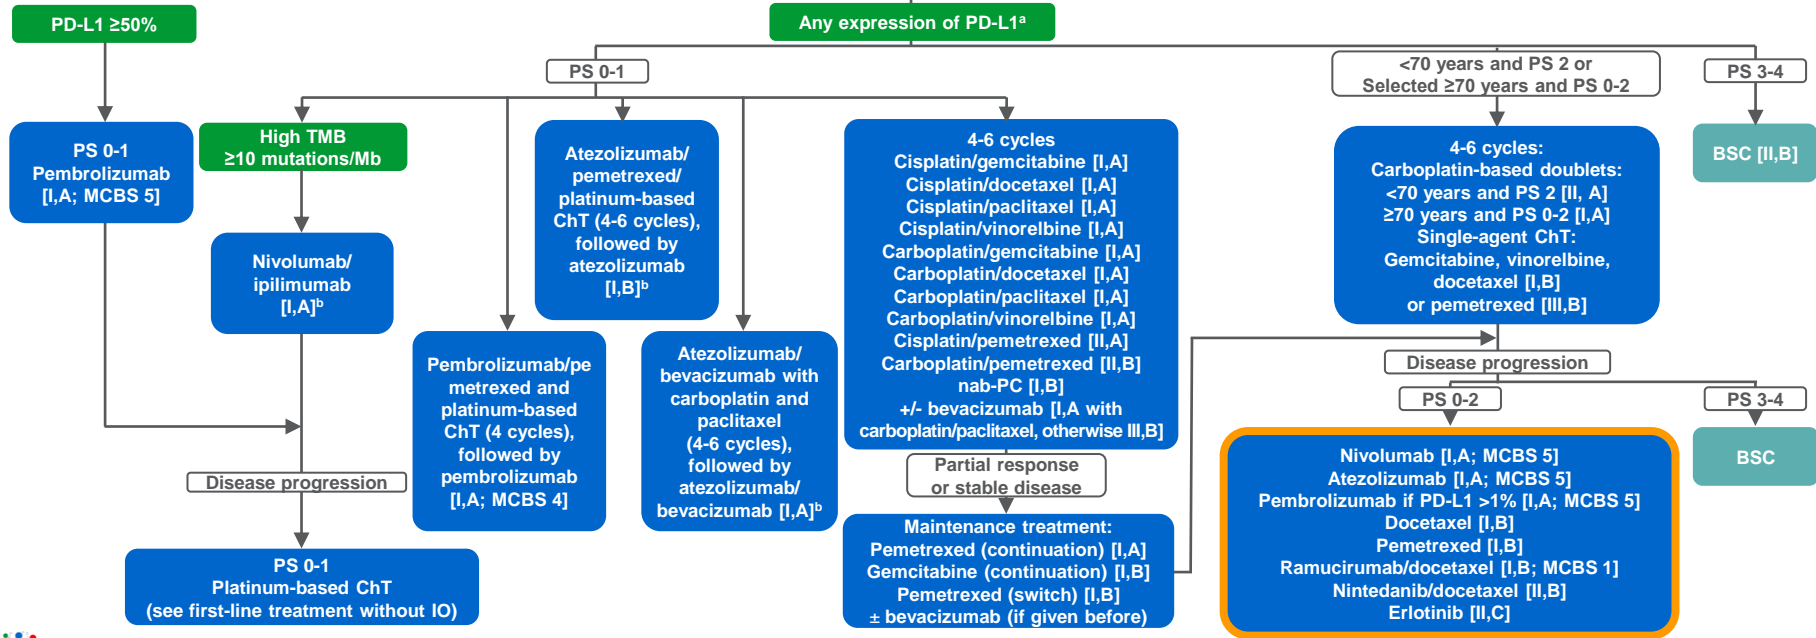 PD-L1 ≥50%
Any expression of PD-L1ᵃ
PS 0-1
<70 years and PS 2 or
Selected ≥70 years and PS 0-2
PS 3-4
PS 0-1
Pembrolizumab
[I,A; MCBS 5]
High TMB
≥10 mutations/Mb
Nivolumab/
ipilimumab
[I,A]ᵇ
Atezolizumab/
pemetrexed/
platinum-based
ChT (4-6 cycles),
followed by
atezolizumab
[I,B]ᵇ
4-6 cycles
Cisplatin/gemcitabine [I,A]
Cisplatin/docetaxel [I,A]
Cisplatin/paclitaxel [I,A]
Cisplatin/vinorelbine [I,A]
Carboplatin/gemcitabine [I,A]
Carboplatin/docetaxel [I,A]
Carboplatin/paclitaxel [I,A]
Carboplatin/vinorelbine [I,A]
Cisplatin/pemetrexed [II,A]
Carboplatin/pemetrexed [II,B]
nab-PC [I,B]
+/- bevacizumab [I,A with
carboplatin/paclitaxel, otherwise III,B]
4-6 cycles:
Carboplatin-based doublets:
<70 years and PS 2 [II, A]
≥70 years and PS 0-2 [I,A]
Single-agent ChT:
Gemcitabine, vinorelbine,
docetaxel [I,B]
or pemetrexed [III,B]
BSC [II,B]
Pembrolizumab/pe
metrexed and
platinum-based
ChT (4 cycles),
followed by
pembrolizumab
[I,A; MCBS 4]
Atezolizumab/
bevacizumab with
carboplatin and
paclitaxel
(4-6 cycles),
followed by
atezolizumab/
bevacizumab [I,A]ᵇ
Disease progression
PS 0-2
PS 3-4
Partial response
or stable disease
Disease progression
Nivolumab [I,A; MCBS 5]
Atezolizumab [I,A; MCBS 5]
Pembrolizumab if PD-L1 >1% [I,A; MCBS 5]
Docetaxel [I,B]
Pemetrexed [I,B]
Ramucirumab/docetaxel [I,B; MCBS 1]
Nintedanib/docetaxel [II,B]
Erlotinib [II,C]
BSC
PS 0-1
Platinum-based ChT
(see first-line treatment without IO)
Maintenance treatment:
Pemetrexed (continuation) [I,A]
Gemcitabine (continuation) [I,B]
Pemetrexed (switch) [I,B]
± bevacizumab (if given before)